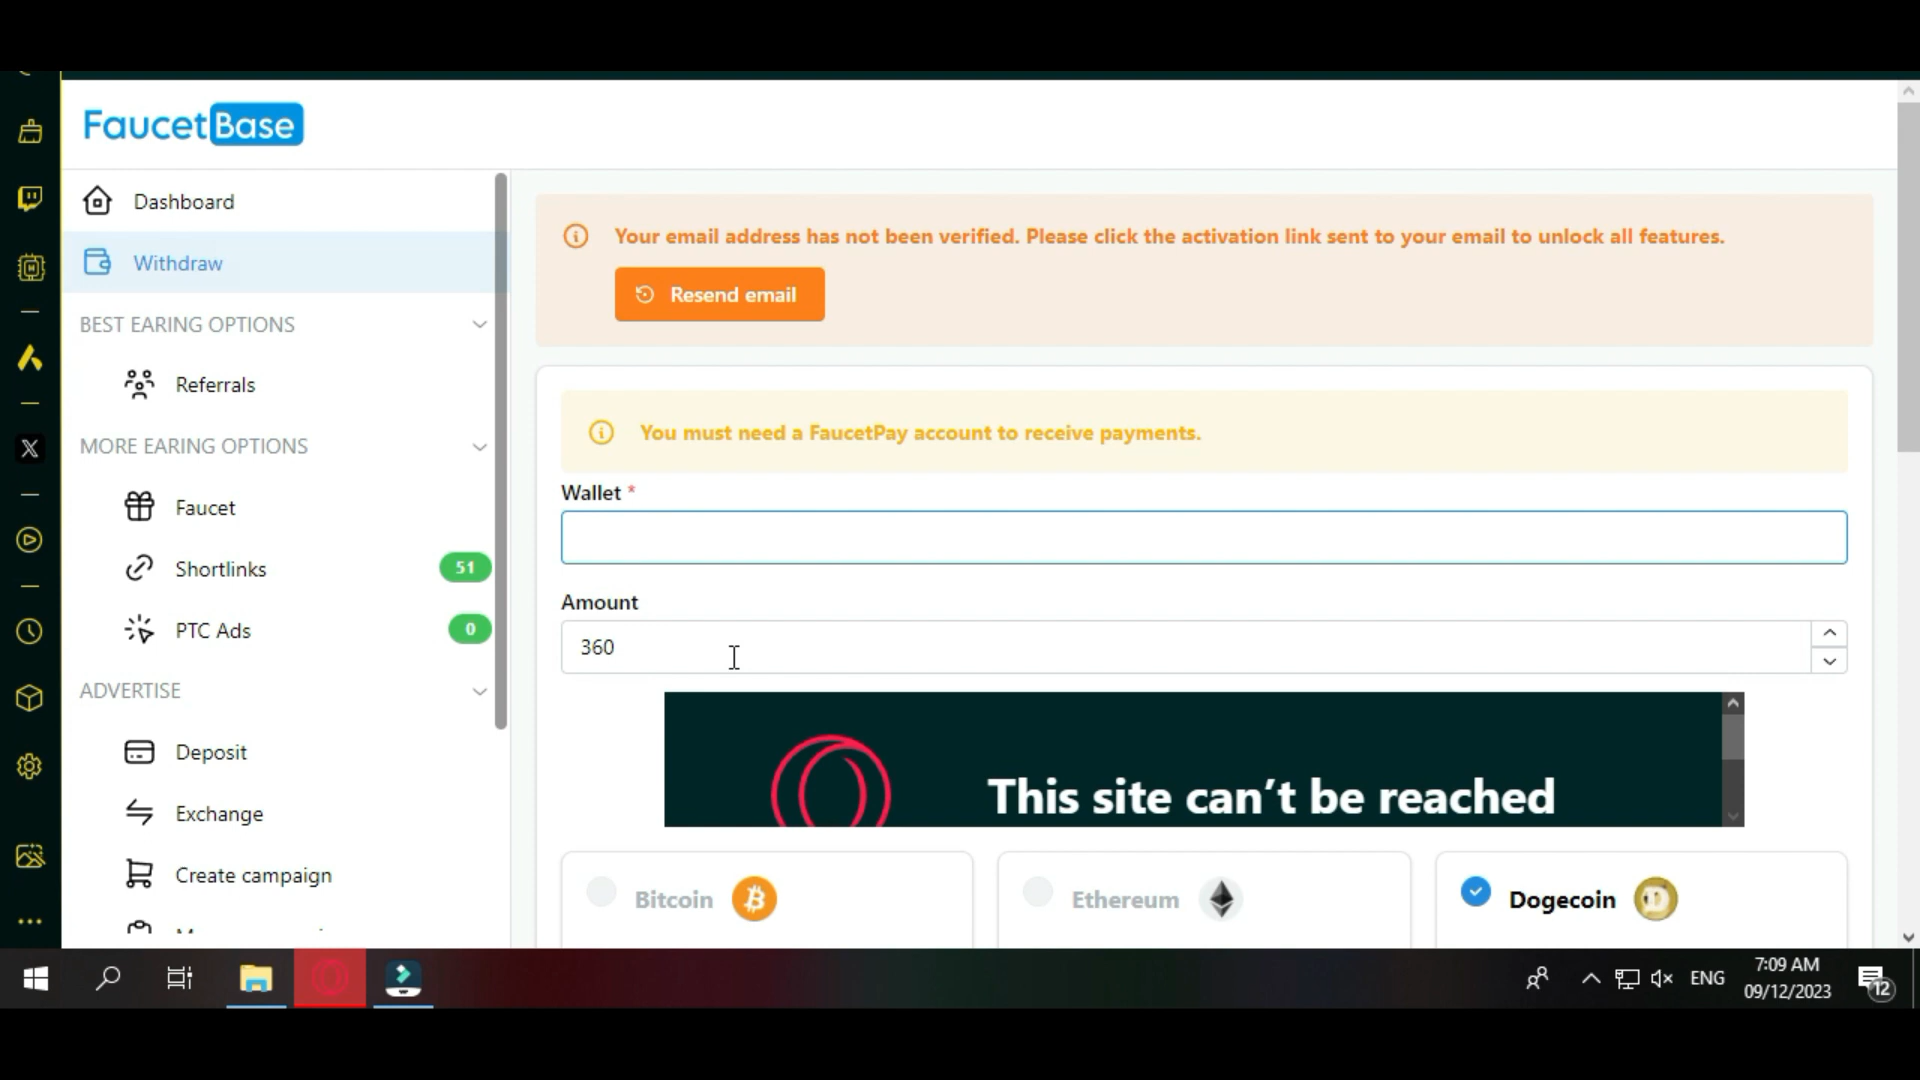 FaucetBase
Dashboard
Withdraw
BEST EARING OPTIONS
Referrals
MORE EARING OPTIONS
Faucet
Shortlinks 51
PTC Ads 0
ADVERTISE
Deposit
Exchange
Create campaign
Your email address has not been verified. Please click the activation link sent to your email to unlock all features.
Resend email
You must need a FaucetPay account to receive payments.
Wallet *
Amount
360
This site can’t be reached
Bitcoin
Ethereum
Dogecoin
ENG
7:09 AM
09/12/2023
12